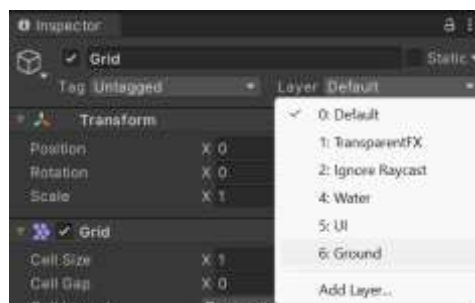 Inspector
Grid Static
Tag Untagged Layer Default
Transform
Position X 0
Rotation X 0
Scale X 1
Grid
Cell Size X 1
Cell Gap X 0
0: Default
1: TransparentFX
2: Ignore Raycast
4: Water
5: UI
6: Ground
Add Layer...